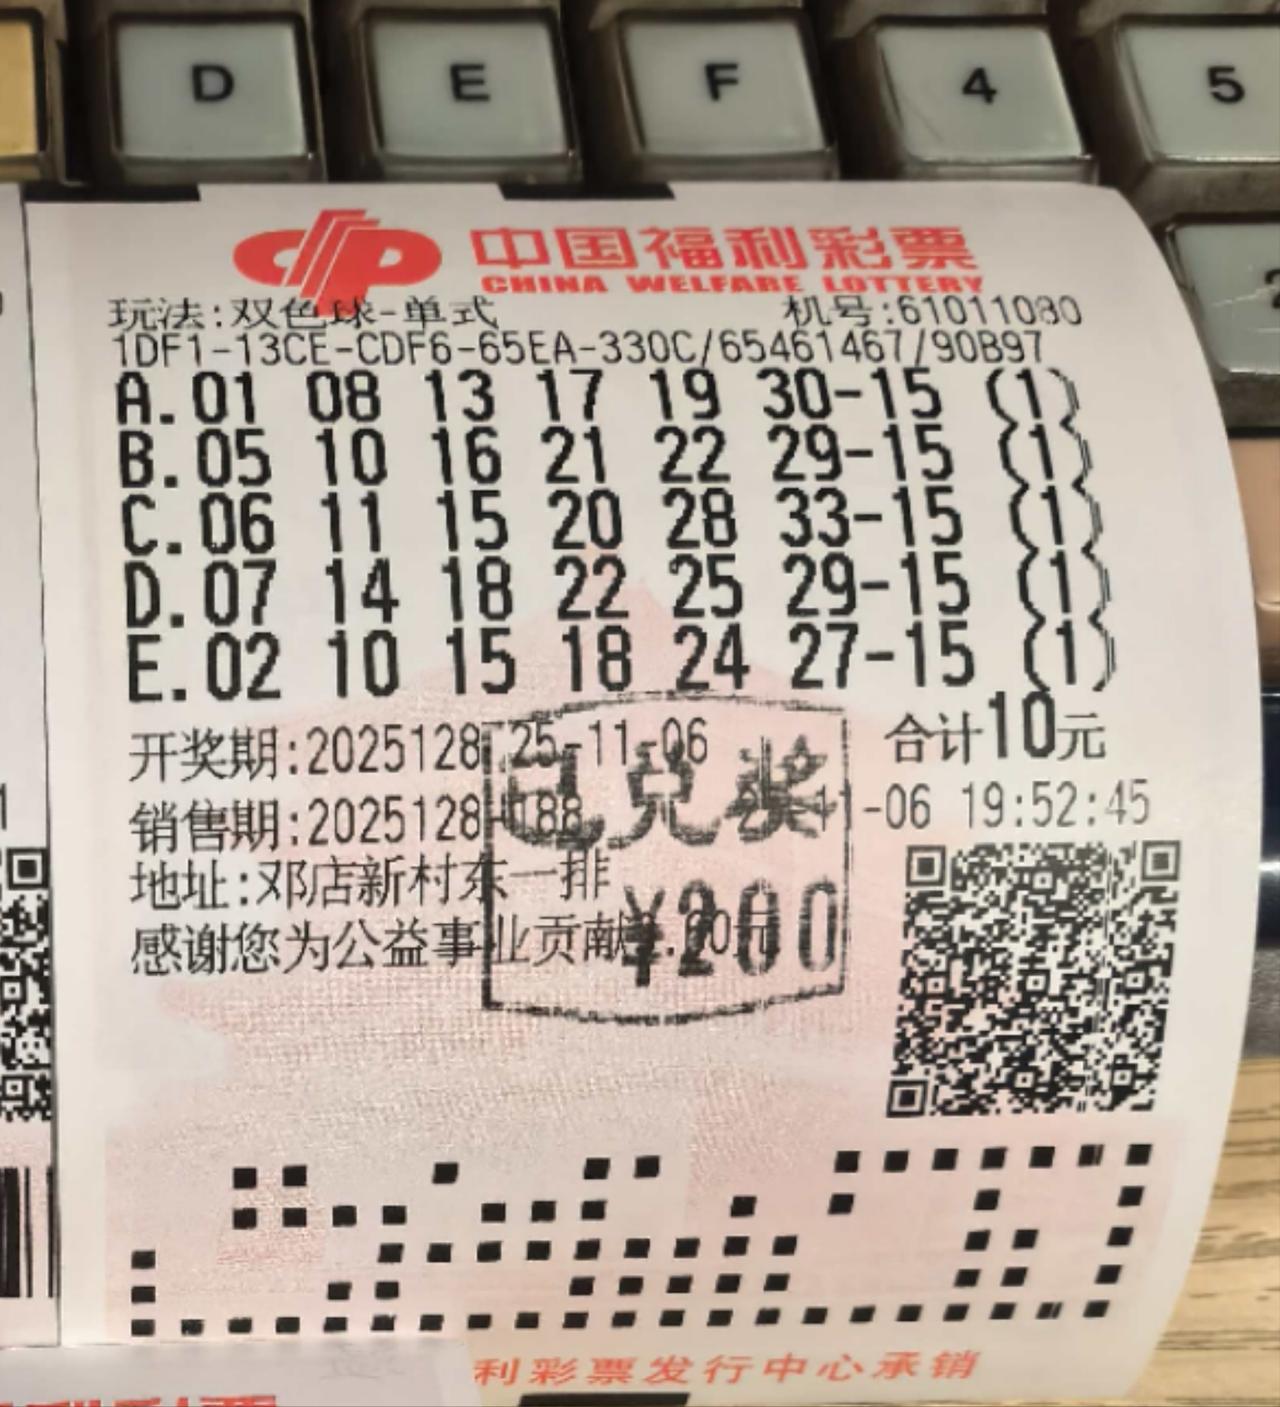 D E F 4 5
2
中国福利彩票
CHINA WELFARE LOTTERY
玩法:双色球-单式 机号:61011080
1DF1-13CE-CDF6-65EA-330C/65461467/90B97
A.01 08 13 17 19 30-15 (1)
B.05 10 16 21 22 29-15 (1)
C.06 11 15 20 28 33-15 (1)
D.07 14 18 22 25 29-15 (1)
E.02 10 15 18 24 27-15 (1)
开奖期:2025128 25-11-06 合计10元
销售期:2025128-0188 25-11-06 19:52:45
地址:邓店新村东一排
感谢您为公益事业贡献
已兑奖
¥200
利彩票发行中心承销